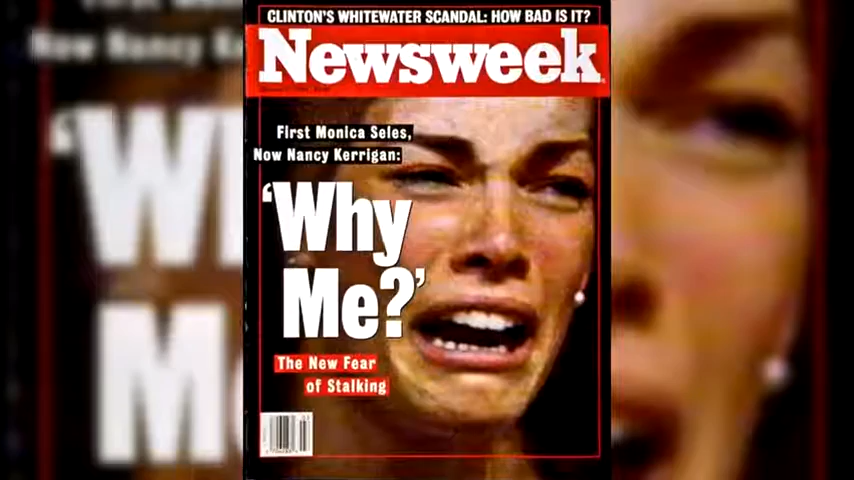 CLINTON'S WHITEWATER SCANDAL: HOW BAD IS IT?
Newsweek
First Monica Seles,
Now Nancy Kerrigan:
'Why
Me?'
The New Fear
of Stalking